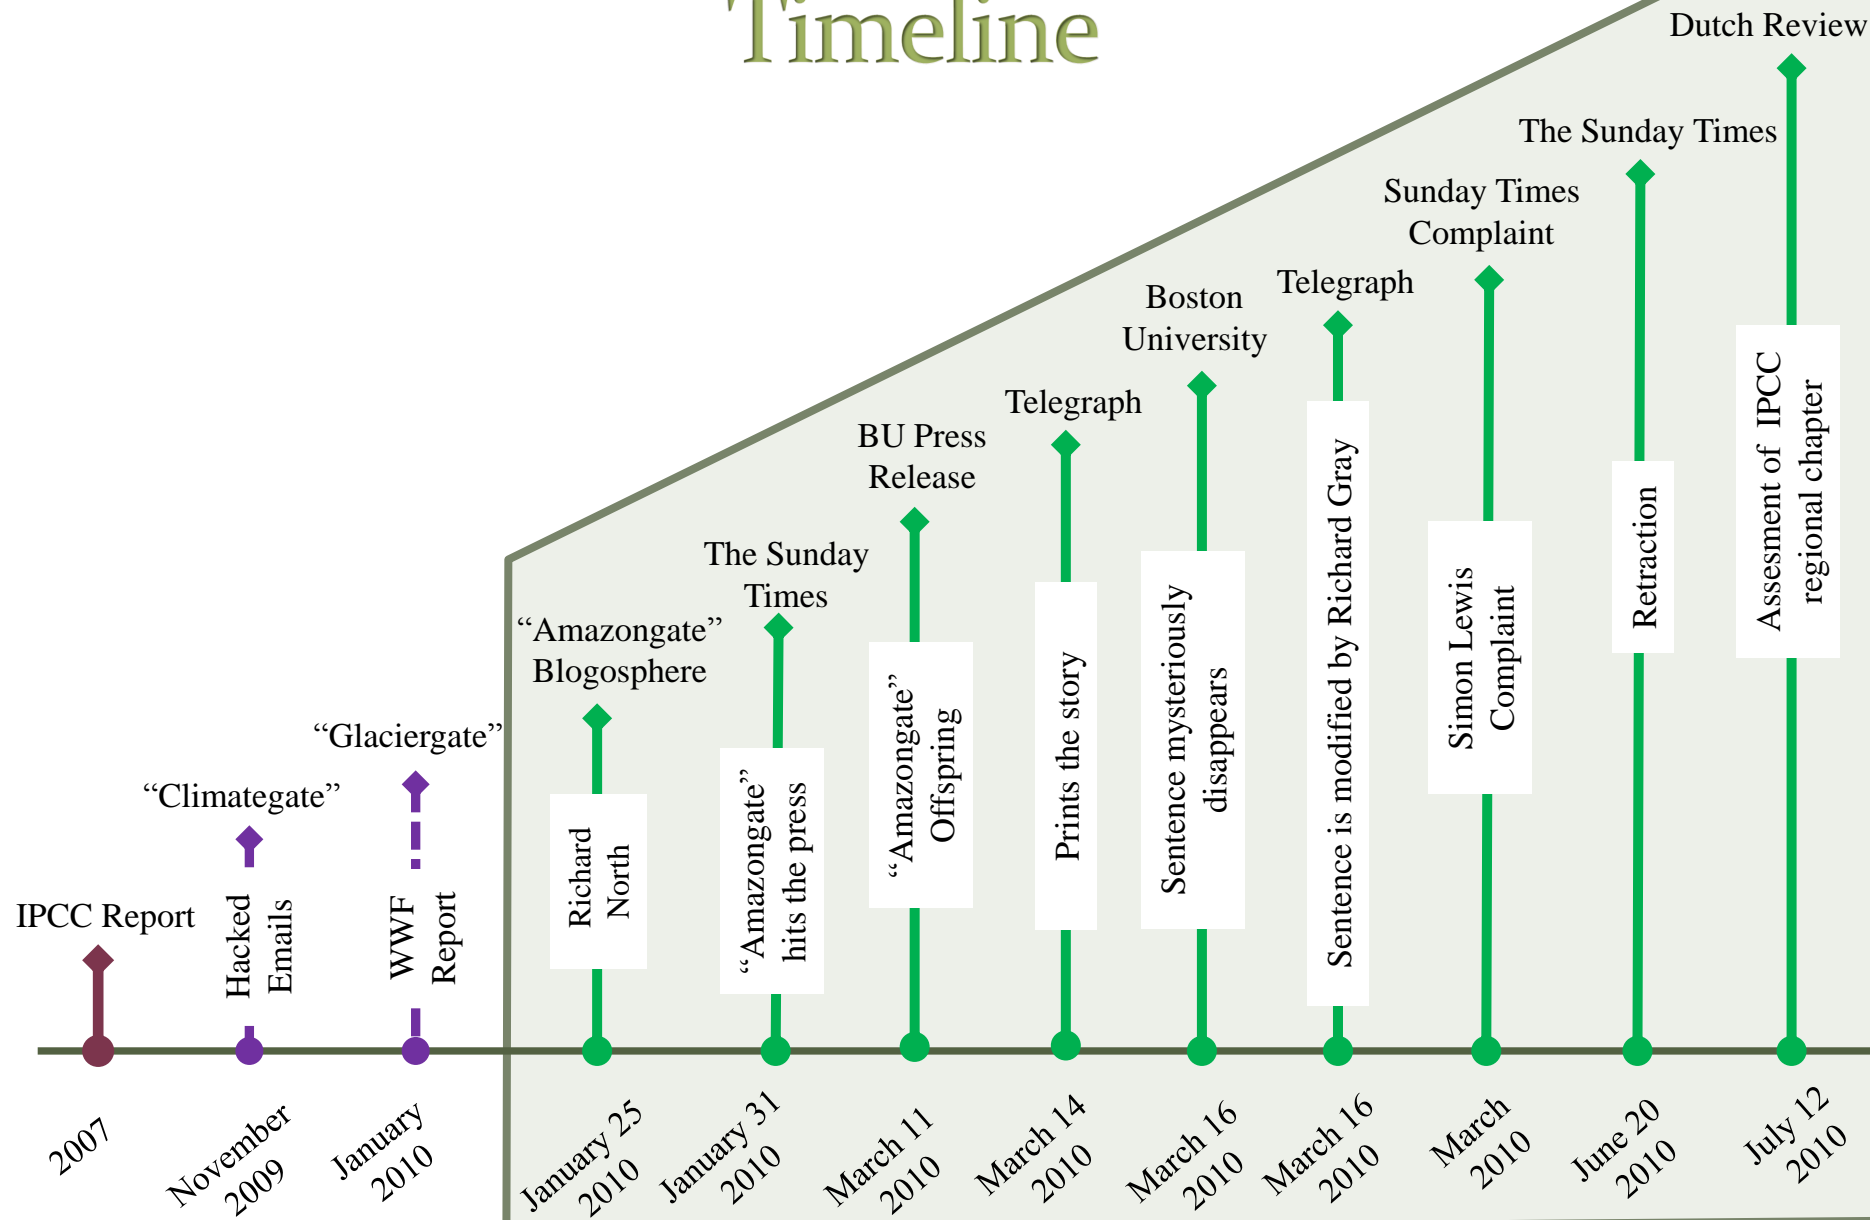 Timeline
IPCC Report
2007
“Climategate”
Hacked
Emails
November
2009
“Glaciergate”
WWF
Report
January
2010
“Amazongate”
Blogosphere
Richard
North
January 25
2010
The Sunday
Times
“Amazongate”
hits the press
January 31
2010
BU Press
Release
“Amazongate”
Offspring
March 11
2010
Telegraph
Prints the story
March 14
2010
Boston
University
Sentence mysteriously
disappears
March 16
2010
Telegraph
Sentence is modified by Richard Gray
March 16
2010
Sunday Times
Complaint
Simon Lewis
Complaint
March
2010
The Sunday Times
Retraction
June 20
2010
Dutch Review
Assessment of IPCC
regional chapter
July 12
2010